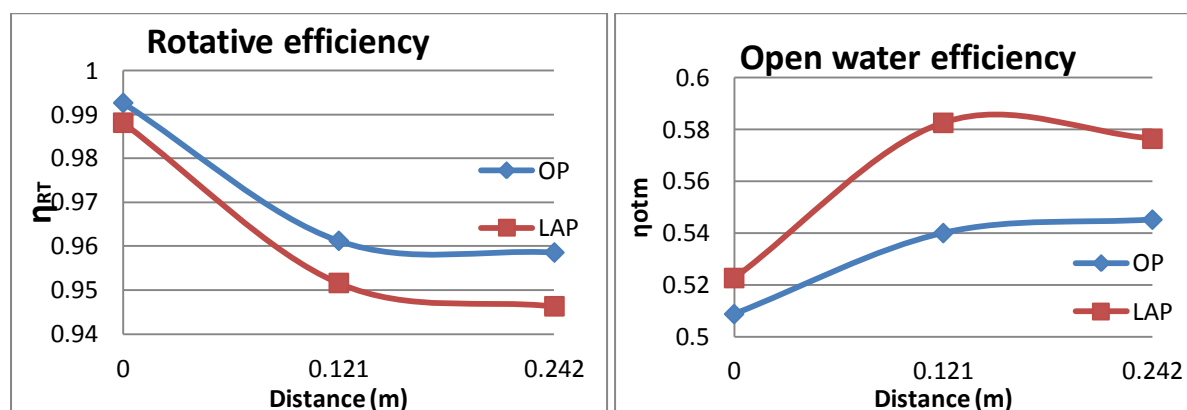 Rotative efficiency
1
0.99
0.98
0.97
0.96
0.95
0.94
ηRT
OP
LAP
0
0.121
0.242
Distance (m)
Open water efficiency
0.6
0.58
0.56
0.54
0.52
0.5
ηotm
OP
LAP
0
0.121
0.242
Distance (m)